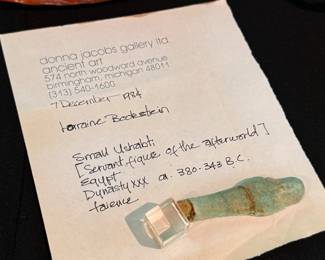 donna jacobs gallery ltd.
ancient art
574 north woodward avenue
birmingham, michigan 48011
(313) 540-1600
7 December 1984
Lorraine
Small Ushabti
[Servant figure of the afterworld]
Egypt
Dynasty XXX ca. 380-343 B.C.
faience